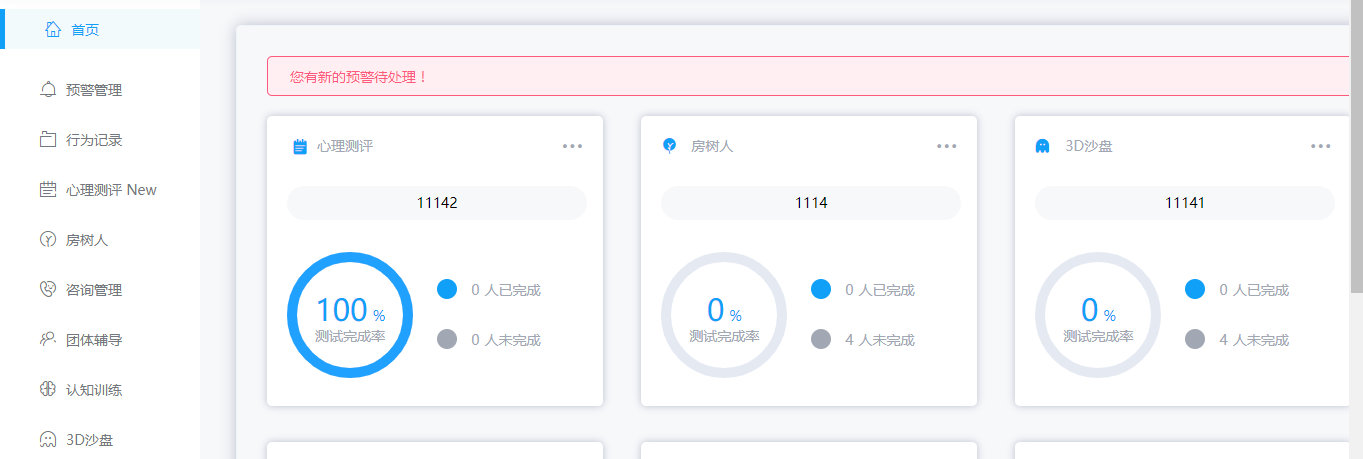 首页
预警管理
行为记录
心理测评 New
房树人
咨询管理
团体辅导
认知训练
3D沙盘
您有新的预警待处理！
心理测评
11142
100 %
测试完成率
0 人已完成
0 人未完成
房树人
1114
0 %
测试完成率
0 人已完成
4 人未完成
3D沙盘
11141
0 %
测试完成率
0 人已完成
4 人未完成